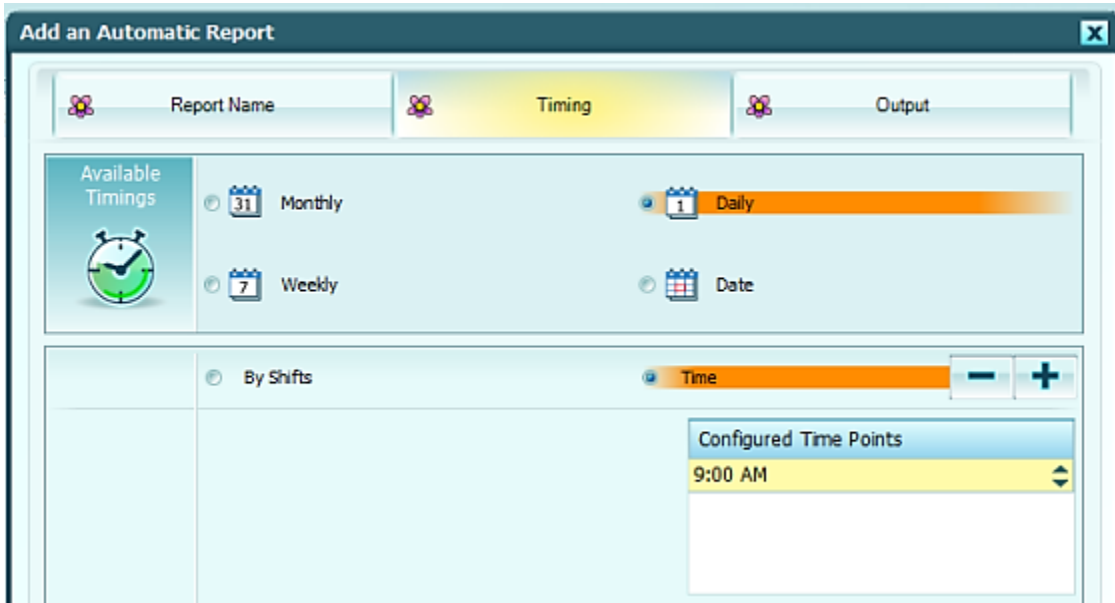 Add an Automatic Report
Report Name
Timing
Output
Available
Timings
31 Monthly
1 Daily
7 Weekly
Date
By Shifts
Time
Configured Time Points
9:00 AM